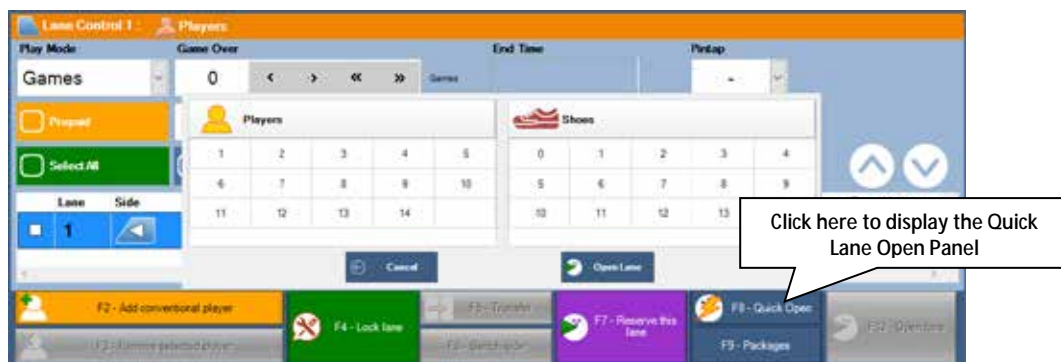 Lane Control 1 : Players
Play Mode Game Over End Time Pintap
Games 0 < > « » Games -
Prepaid
Players Shoes
Select All
1 2 3 4 5 0 1 2 3 4
6 7 8 9 10 5 6 7 8 9
11 12 13 14 10 11 12 13
Lane Side
1
Click here to display the Quick
Lane Open Panel
Cancel Open Lane
F2 - Add conventional player
F4 - Lock lane
F7 - Reserve this
lane
F8 - Quick Open
F9 - Packages